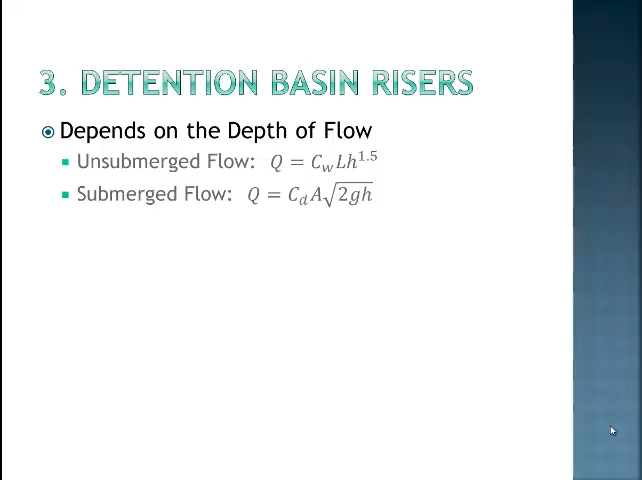 3. DETENTION BASIN RISERS
Depends on the Depth of Flow
Unsubmerged Flow: $Q = C_w L h^{1.5}$
Submerged Flow: $Q = C_d A \sqrt{2gh}$